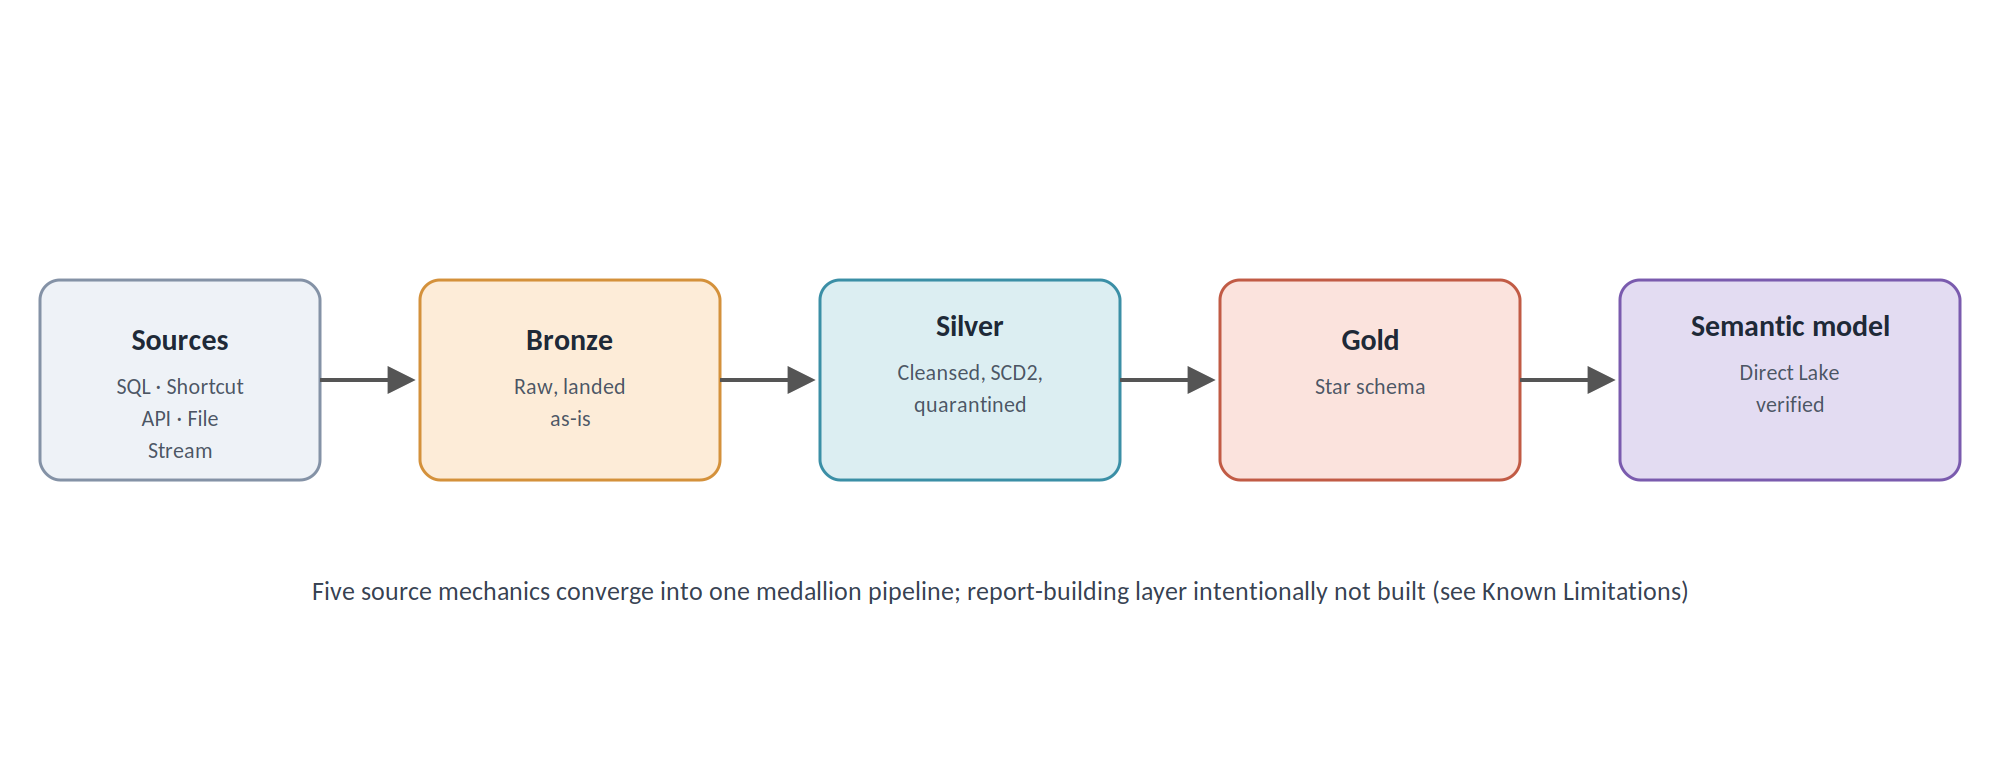 Sources
SQL · Shortcut
API · File
Stream
Bronze
Raw, landed
as-is
Silver
Cleansed, SCD2,
quarantined
Gold
Star schema
Semantic model
Direct Lake
verified
Five source mechanics converge into one medallion pipeline; report-building layer intentionally not built (see Known Limitations)